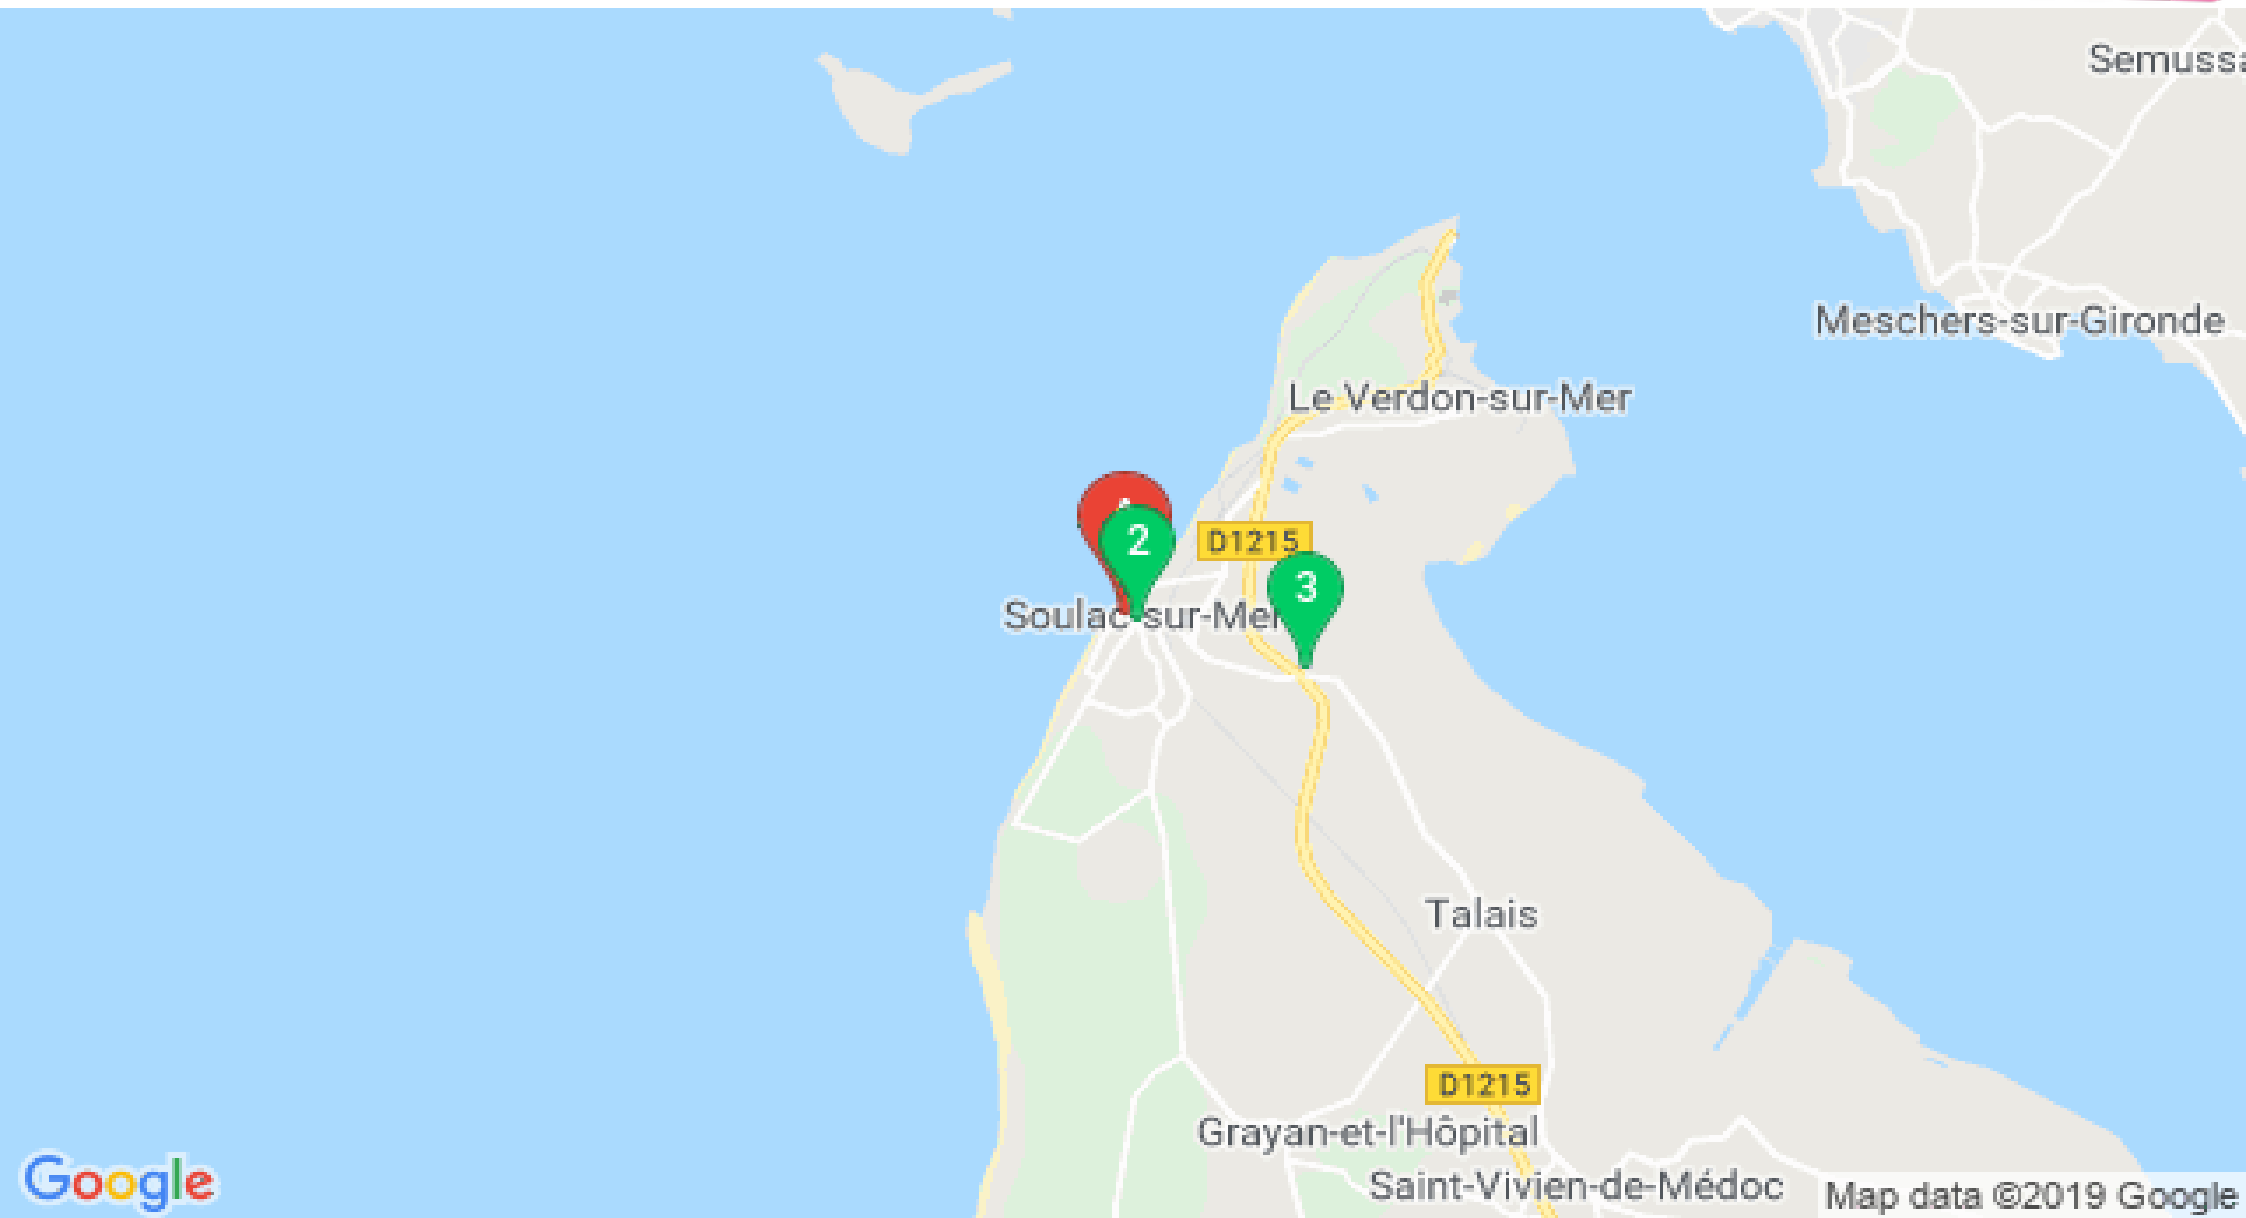 Semussa
Meschers-sur-Gironde
Le Verdon-sur-Mer
2
D1215
3
Soulac-sur-Mer
Talais
D1215
Grayan-et-l'Hôpital
Saint-Vivien-de-Médoc
Google
Map data ©2019 Google